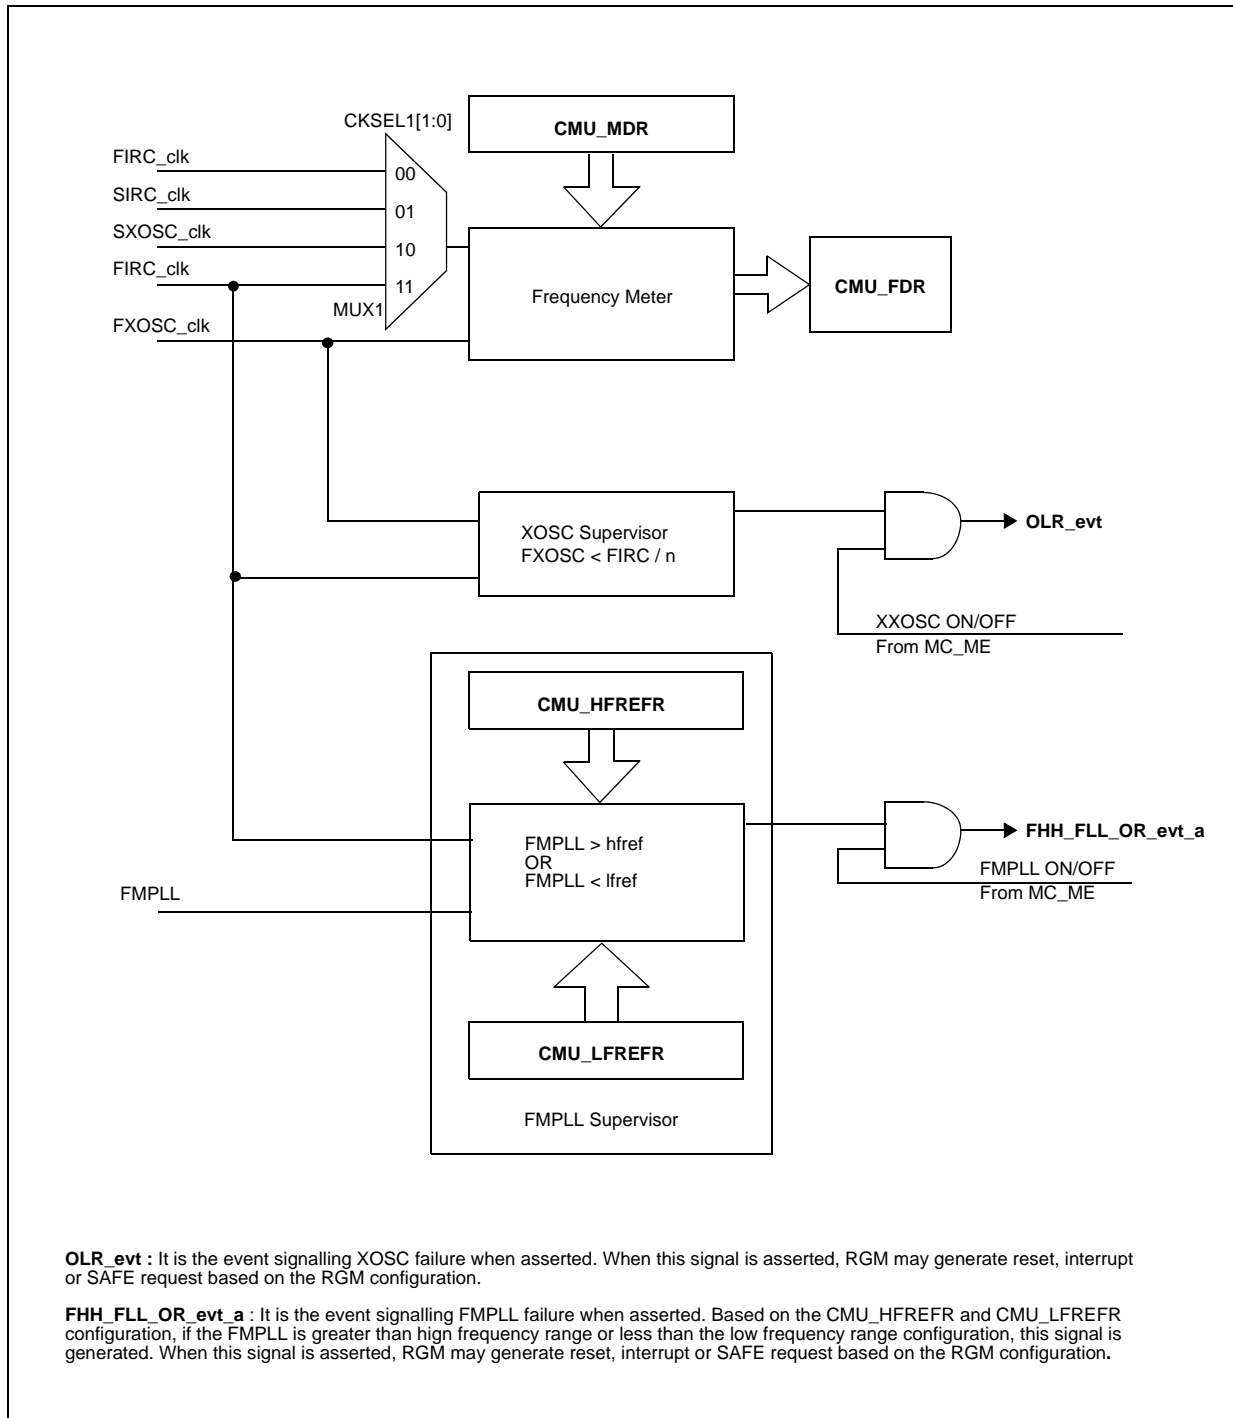 CKSEL1[1:0]
CMU_MDR
FIRC_clk
00
SIRC_clk
01
SXOSC_clk
10
FIRC_clk
11
MUX1
FXOSC_clk
Frequency Meter
CMU_FDR
XOSC Supervisor
FXOSC < FIRC / n
OLR_evt
XXOSC ON/OFF
From MC_ME
CMU_HFREFR
FMPLL > hfref
OR
FMPLL < lfref
FHH_FLL_OR_evt_a
FMPLL ON/OFF
From MC_ME
FMPLL
CMU_LFREFR
FMPLL Supervisor
OLR_evt : It is the event signalling XOSC failure when asserted. When this signal is asserted, RGM may generate reset, interrupt
or SAFE request based on the RGM configuration.
FHH_FLL_OR_evt_a : It is the event signalling FMPLL failure when asserted. Based on the CMU_HFREFR and CMU_LFREFR
configuration, if the FMPLL is greater than hign frequency range or less than the low frequency range configuration, this signal is
generated. When this signal is asserted, RGM may generate reset, interrupt or SAFE request based on the RGM configuration.